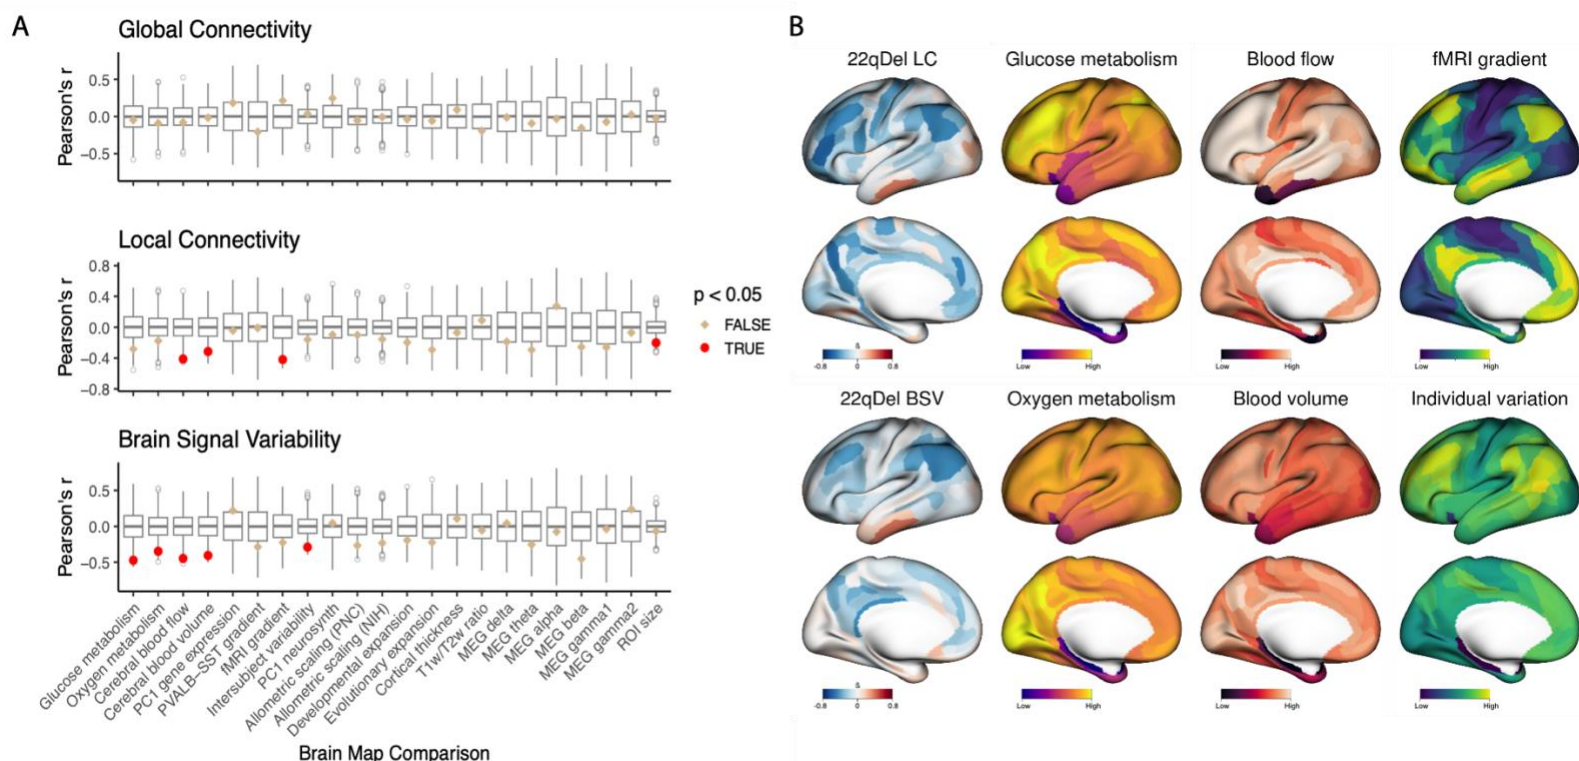 A
Global Connectivity
Pearson's r
0.5
0.0
−0.5
Local Connectivity
Pearson's r
0.8
0.4
0.0
−0.4
−0.8
p < 0.05
FALSE
TRUE
Brain Signal Variability
Pearson's r
0.5
0.0
−0.5
Glucose metabolism
Oxygen metabolism
Cerebral blood flow
Cerebral blood volume
PC1 gene expression
PVALB−SST gradient
fMRI gradient
Intersubject variability
PC1 neurosynth
Allometric scaling (PNC)
Allometric scaling (NIH)
Developmental expansion
Evolutionary expansion
Cortical thickness
T1w/T2w ratio
MEG delta
MEG theta
MEG alpha
MEG beta
MEG gamma1
MEG gamma2
ROI size
Brain Map Comparison
B
22qDel LC
Glucose metabolism
Blood flow
fMRI gradient
-0.8 0 0.8
Low High
Low High
Low High
22qDel BSV
Oxygen metabolism
Blood volume
Individual variation
-0.8 0 0.8
Low High
Low High
Low High